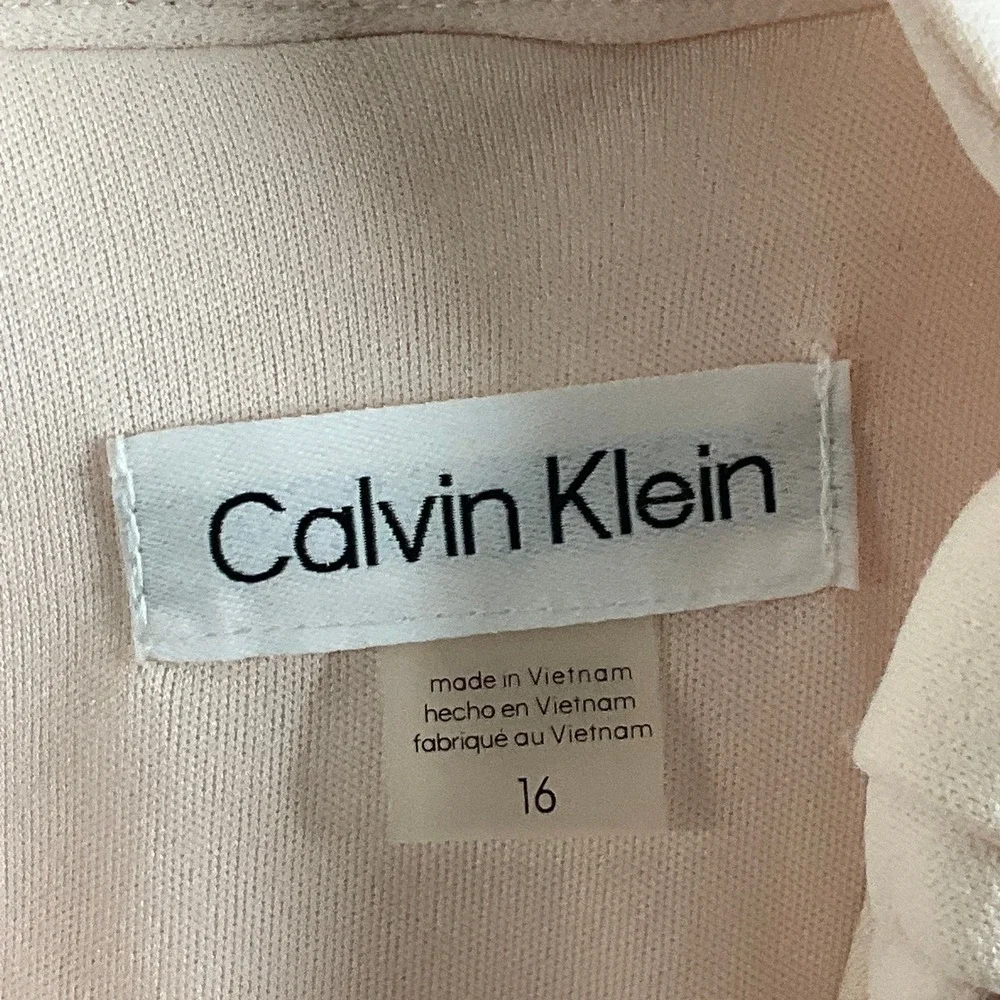 Calvin Klein
made in Vietnam
hecho en Vietnam
fabriqué au Vietnam
16